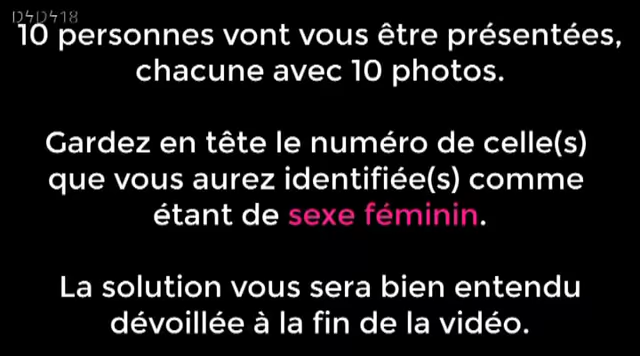 D4D418
10 personnes vont vous être présentées,
chacune avec 10 photos.
Gardez en tête le numéro de celle(s)
que vous aurez identifiée(s) comme
étant de sexe féminin.
La solution vous sera bien entendu
dévoillée à la fin de la vidéo.